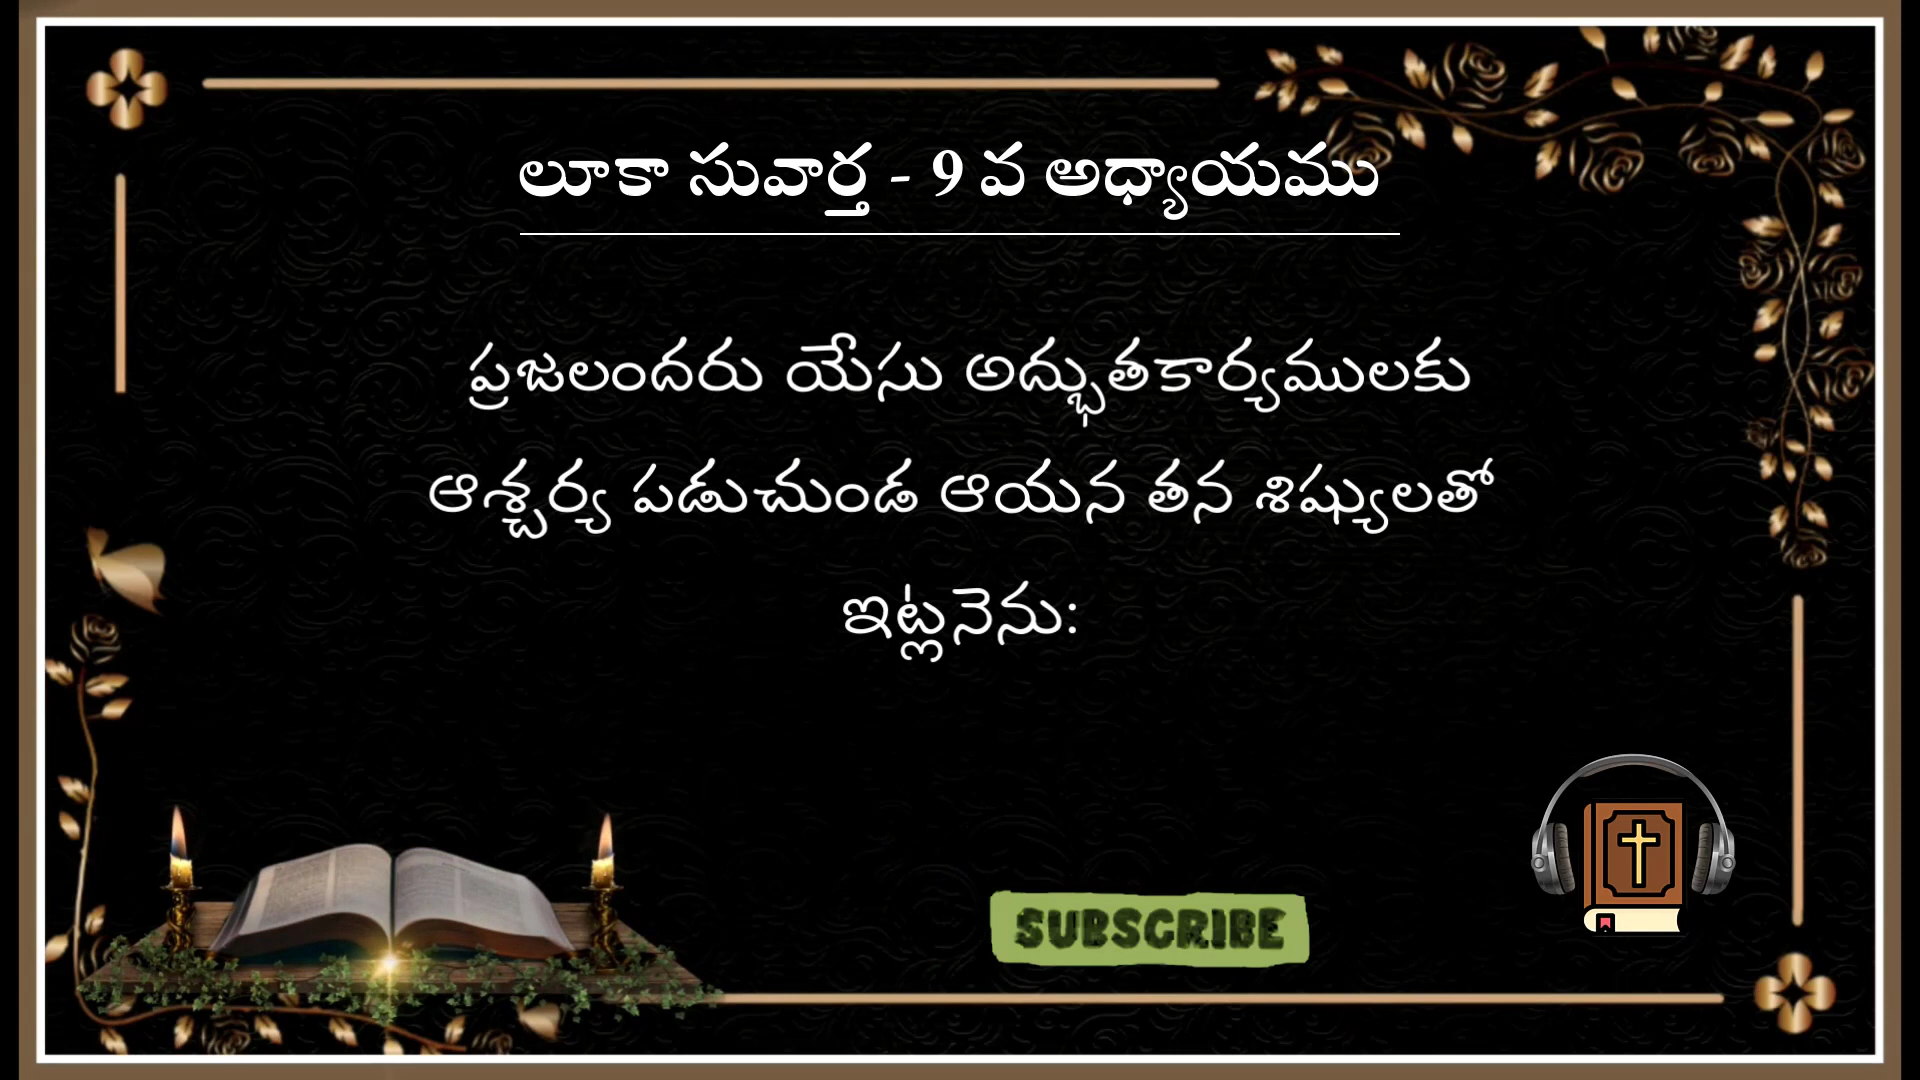 లూకా సువార్త - 9 వ అధ్యాయము
ప్రజలందరు యేసు అద్భుతకార్యములకు
ఆశ్చర్య పడుచుండ ఆయన తన శిష్యులతో
ఇట్లనెను:
SUBSCRIBE